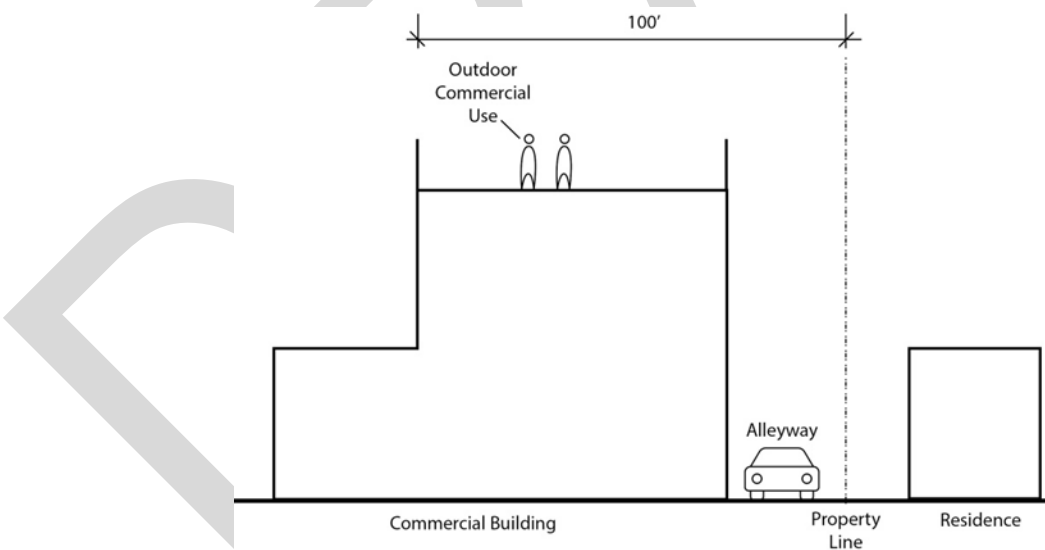 100’
Outdoor
Commercial
Use
Alleyway
Commercial Building
Property
Line
Residence